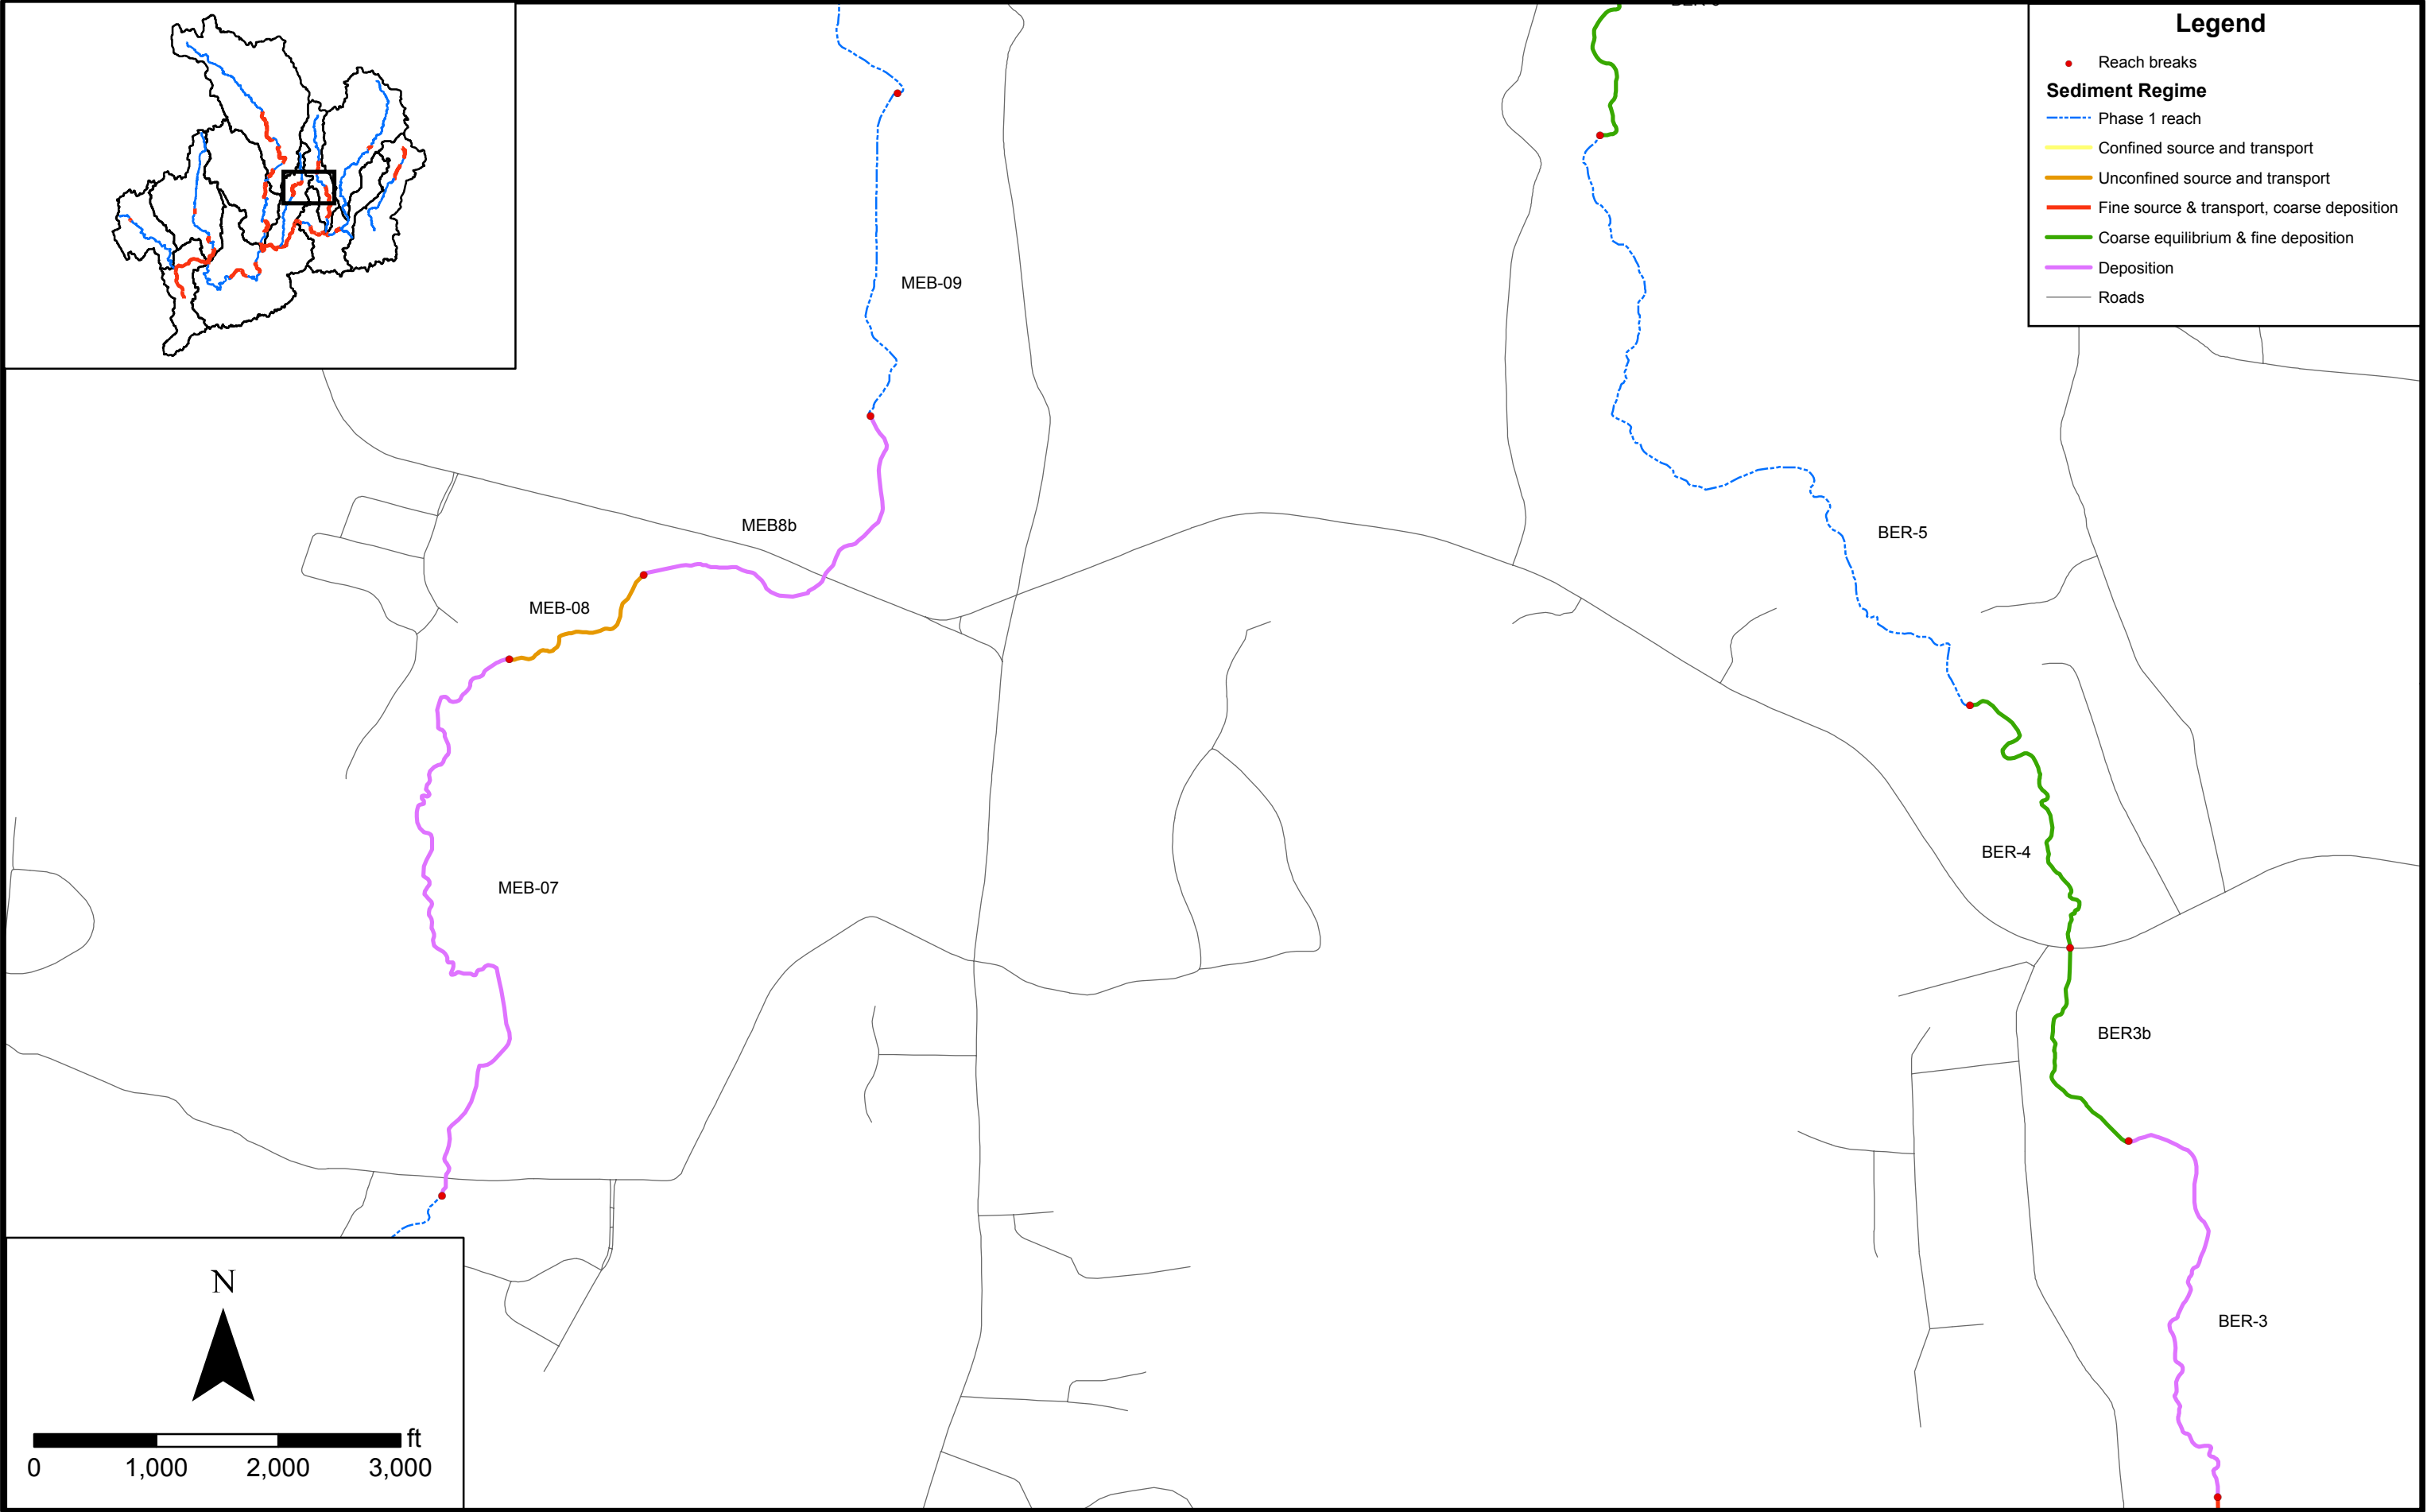 Legend
Reach breaks
Sediment Regime
Phase 1 reach
Confined source and transport
Unconfined source and transport
Fine source & transport, coarse deposition
Coarse equilibrium & fine deposition
Deposition
Roads
MEB-09
MEB8b
BER-5
MEB-08
BER-4
MEB-07
BER3b
BER-3
N
ft
0 1,000 2,000 3,000